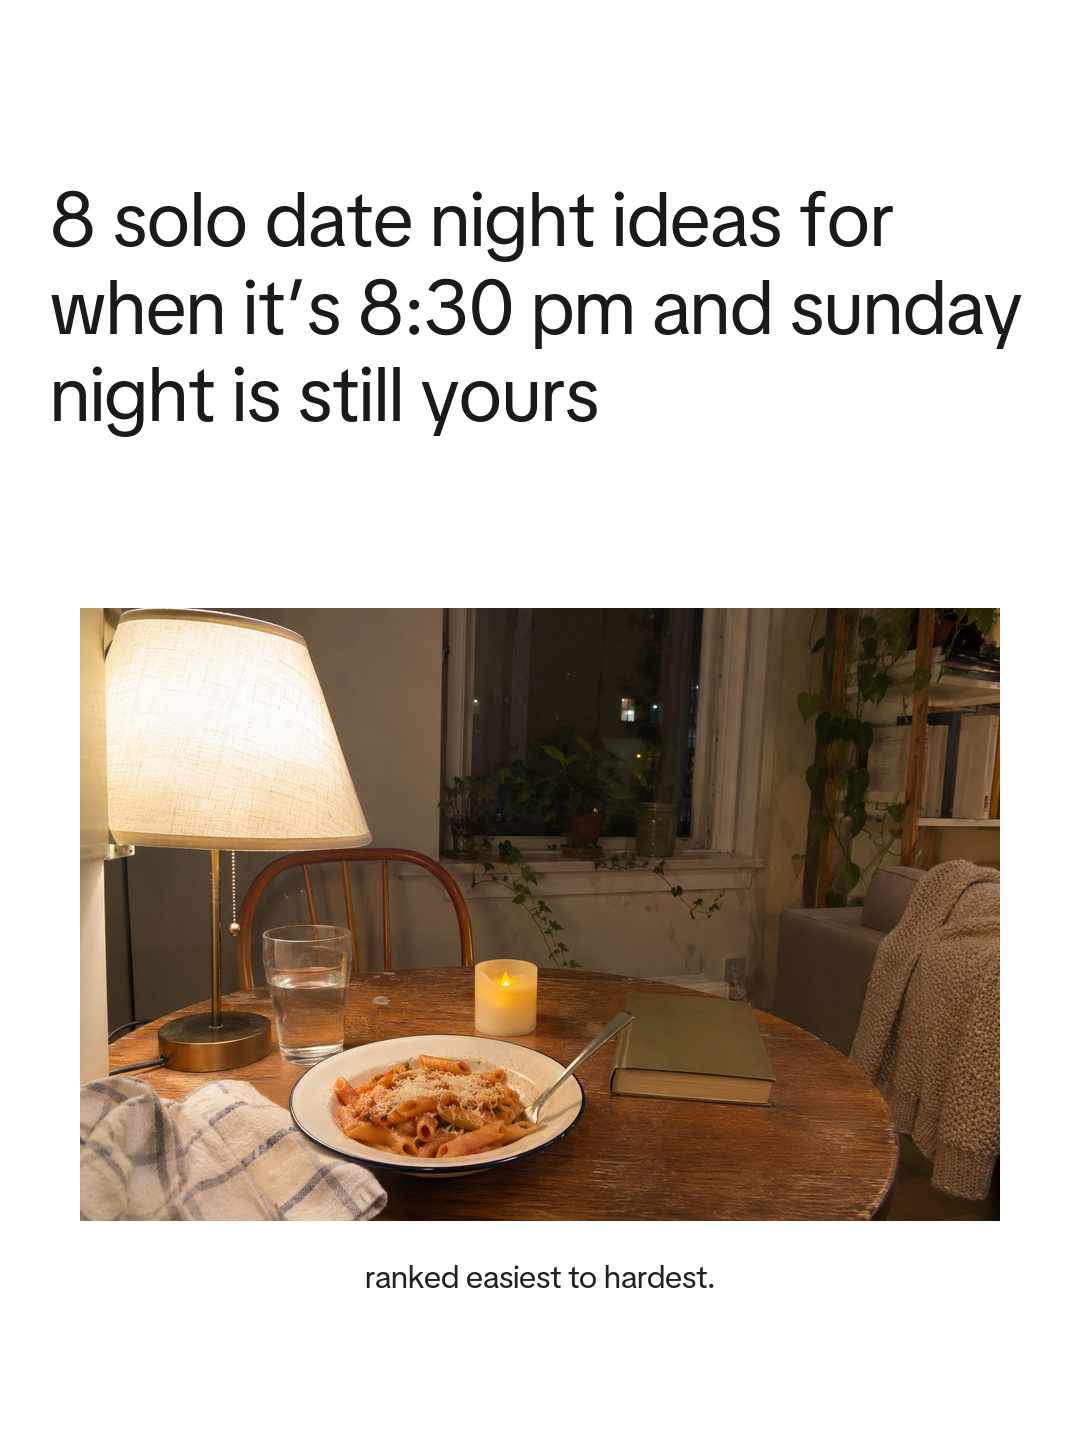 8 solo date night ideas for
when it’s 8:30 pm and sunday
night is still yours
ranked easiest to hardest.